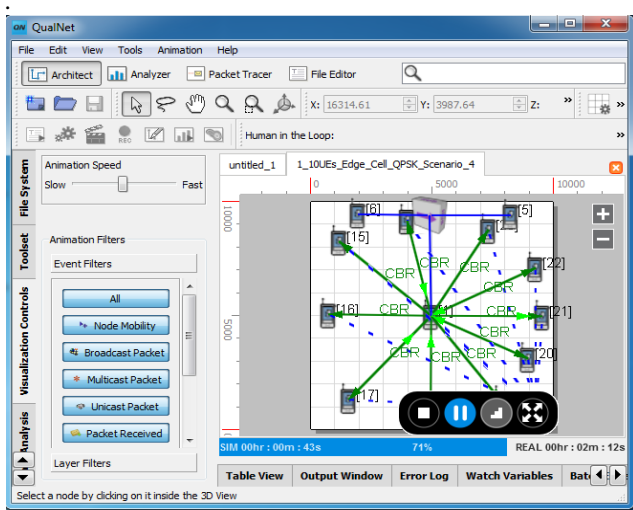 QualNet
File Edit View Tools Animation Help
Architect Analyzer Packet Tracer File Editor
X: 16314.61 Y: 3987.64 Z: »
REC Human in the Loop: »
File System
Toolset
Visualization Controls
Analysis
Animation Speed
Slow Fast
Animation Filters
Event Filters
All
Node Mobility
Broadcast Packet
Multicast Packet
Unicast Packet
Packet Received
Layer Filters
untitled_1 1_10UEs_Edge_Cell_QPSK_Scenario_4
0 5000 10000
10000
5000
[6] [5]
[15]
[22]
CBR CBR CBR
[16] CBR CBR [21]
CBR
CBR CBR CBR [20]
[17]
SIM 00hr : 00m : 43s 71% REAL 00hr : 02m : 12s
Table View Output Window Error Log Watch Variables
Select a node by clicking on it inside the 3D View